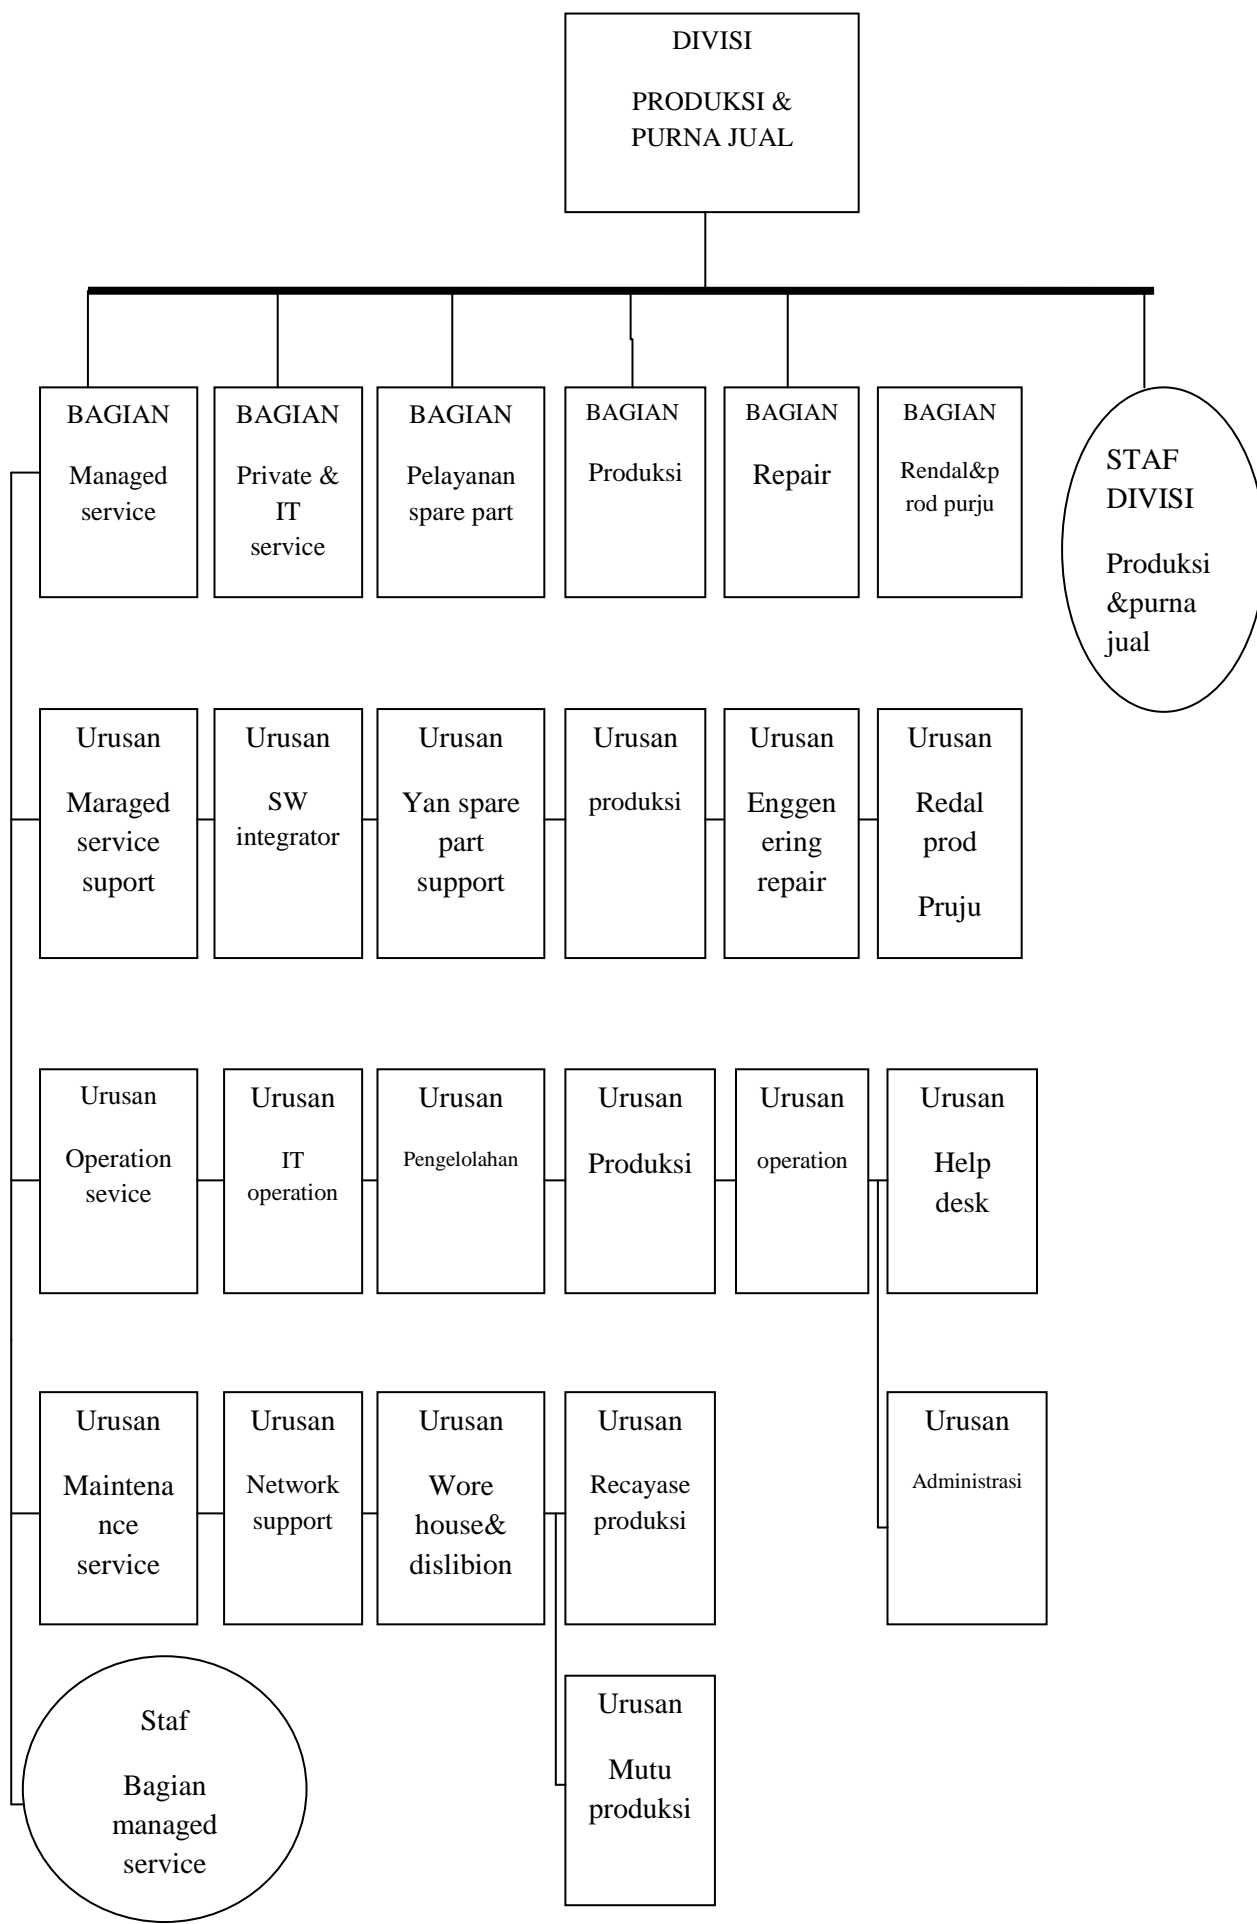 DIVISI
PRODUKSI &
PURNA JUAL
BAGIAN
Managed
service
BAGIAN
Private &
IT
service
BAGIAN
Pelayanan
spare part
BAGIAN
Produksi
BAGIAN
Repair
BAGIAN
Rendal&p
rod purju
STAF
DIVISI
Produksi
&purna
jual
Urusan
Maraged
service
suport
Urusan
SW
integrator
Urusan
Yan spare
part
support
Urusan
produksi
Urusan
Enggen
ering
repair
Urusan
Redal
prod
Pruju
Urusan
Operation
sevice
Urusan
IT
operation
Urusan
Pengelolahan
Urusan
Produksi
Urusan
operation
Urusan
Help
desk
Urusan
Maintena
nce
service
Urusan
Network
support
Urusan
Wore
house&
dislibion
Urusan
Recayase
produksi
Urusan
Administrasi
Staf
Bagian
managed
service
Urusan
Mutu
produksi